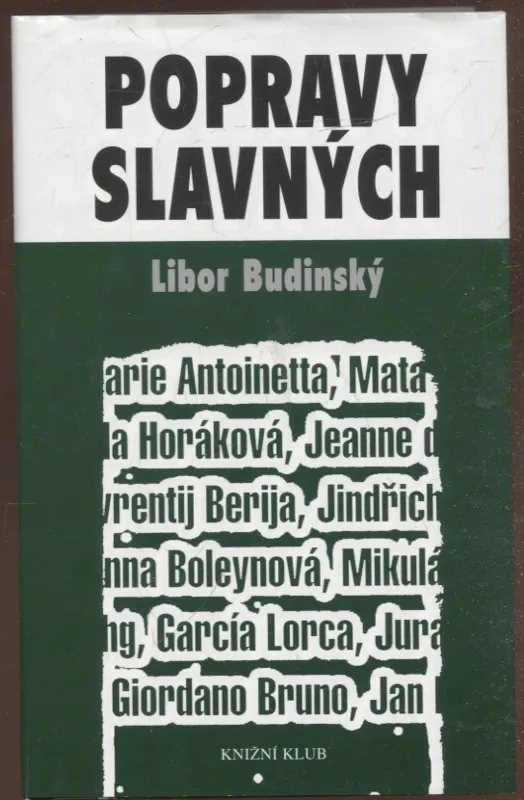 POPRAVY
SLAVNÝCH
Libor Budinský
arie Antoinetta, Mata
a Horáková, Jeanne d
vrentij Berija, Jindřich
nna Boleynová, Mikulá
ng, García Lorca, Jura
Giordano Bruno, Jan
KNIŽNÍ KLUB